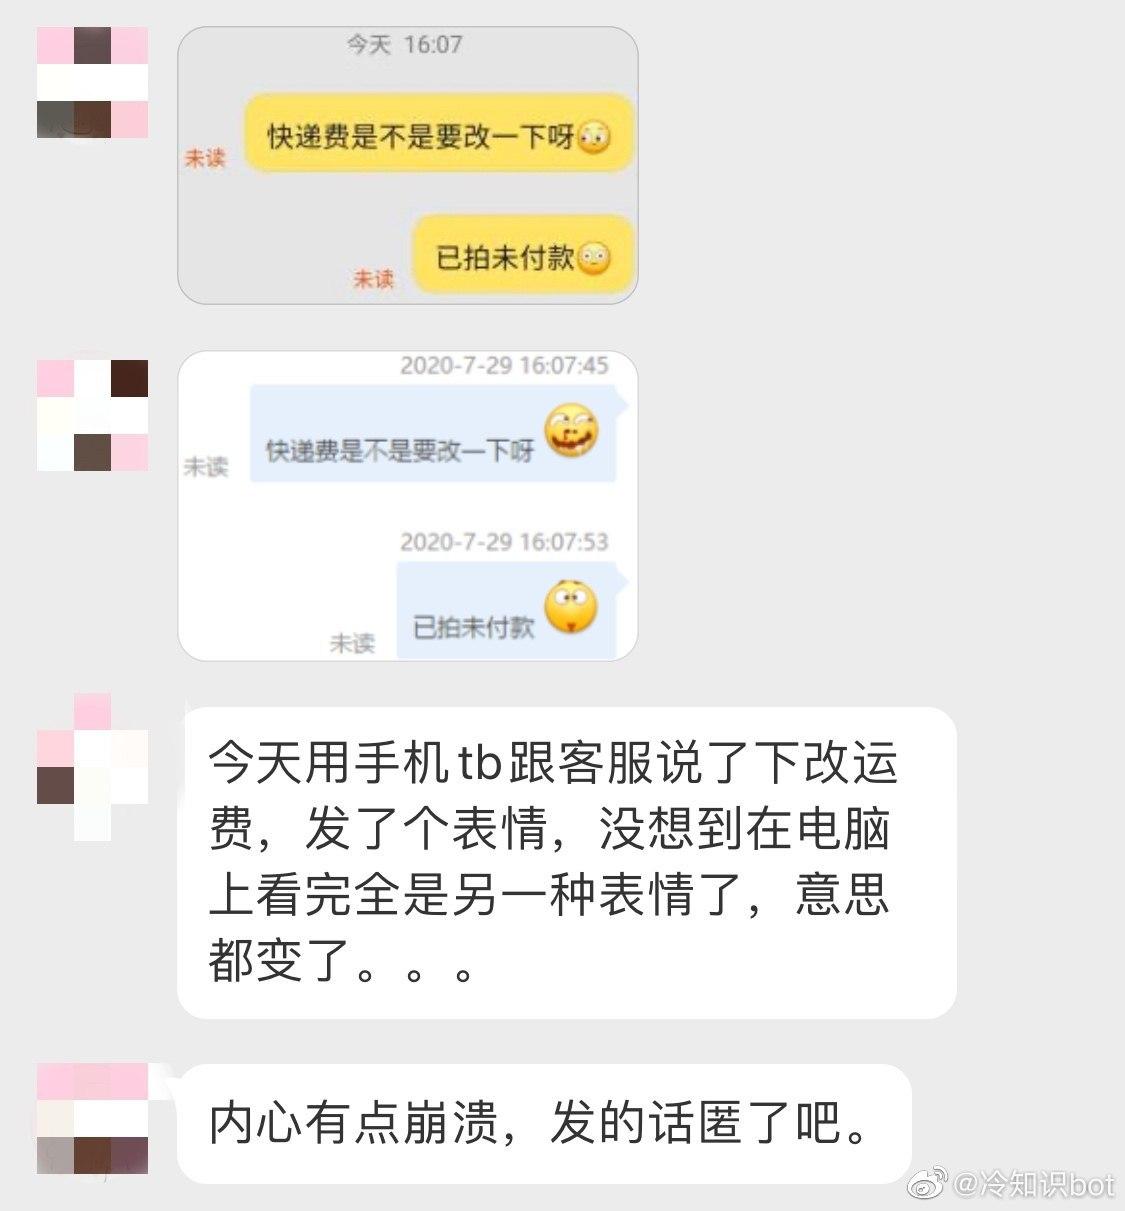 今天 16:07
快递费是不是要改一下呀
未读
已拍未付款
未读
2020-7-29 16:07:45
快递费是不是要改一下呀
未读
2020-7-29 16:07:53
已拍未付款
未读
今天用手机tb跟客服说了下改运
费，发了个表情，没想到在电脑
上看完全是另一种表情了，意思
都变了。。。
内心有点崩溃，发的话匿了吧。
@冷知识bot